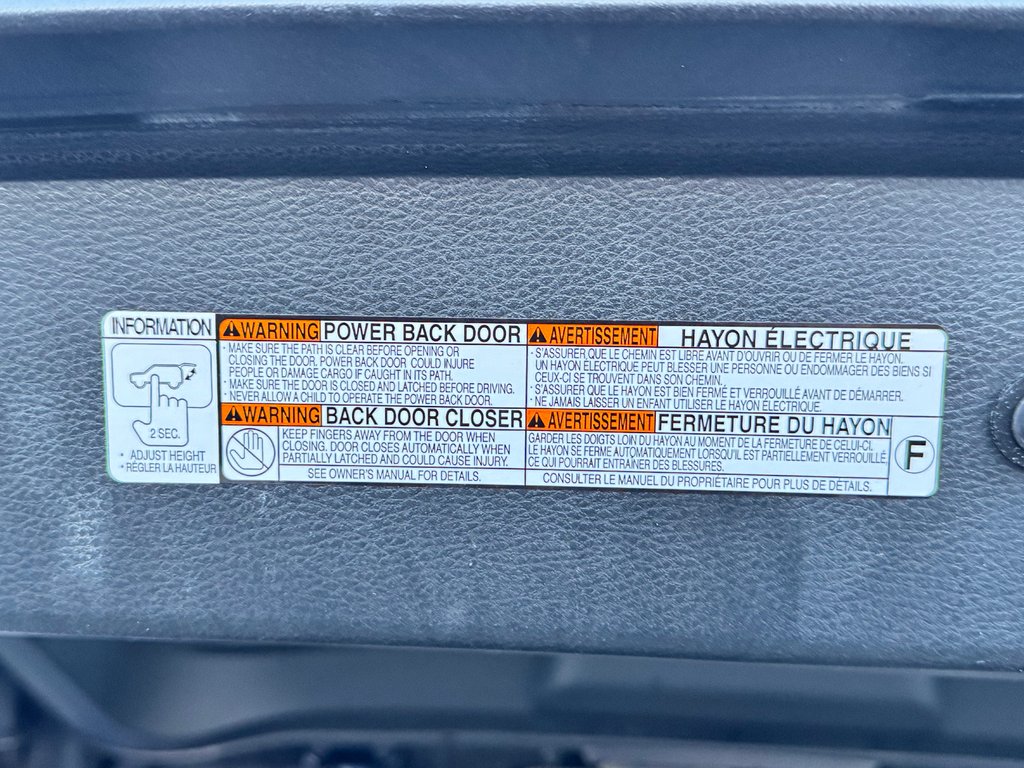 INFORMATION
2 SEC.
· ADJUST HEIGHT
· RÉGLER LA HAUTEUR
WARNING POWER BACK DOOR
· MAKE SURE THE PATH IS CLEAR BEFORE OPENING OR
CLOSING THE DOOR. POWER BACK DOOR COULD INJURE
PEOPLE OR DAMAGE CARGO IF CAUGHT IN ITS PATH.
· MAKE SURE THE DOOR IS CLOSED AND LATCHED BEFORE DRIVING.
· NEVER ALLOW A CHILD TO OPERATE THE POWER BACK DOOR.
WARNING BACK DOOR CLOSER
KEEP FINGERS AWAY FROM THE DOOR WHEN
CLOSING. DOOR CLOSES AUTOMATICALLY WHEN
PARTIALLY LATCHED AND COULD CAUSE INJURY.
SEE OWNER'S MANUAL FOR DETAILS.
AVERTISSEMENT HAYON ÉLECTRIQUE
· S'ASSURER QUE LE CHEMIN EST LIBRE AVANT D'OUVRIR OU DE FERMER LE HAYON.
UN HAYON ÉLECTRIQUE PEUT BLESSER UNE PERSONNE OU ENDOMMAGER DES BIENS SI
CEUX-CI SE TROUVENT DANS SON CHEMIN.
· S'ASSURER QUE LE HAYON EST BIEN FERMÉ ET VERROUILLÉ AVANT DE DÉMARRER.
· NE JAMAIS LAISSER UN ENFANT UTILISER LE HAYON ÉLECTRIQUE.
AVERTISSEMENT FERMETURE DU HAYON
GARDER LES DOIGTS LOIN DU HAYON AU MOMENT DE LA FERMETURE DE CELUI-CI.
LE HAYON SE FERME AUTOMATIQUEMENT LORSQU'IL EST PARTIELLEMENT VERROUILLÉ
CE QUI POURRAIT ENTRAÎNER DES BLESSURES.
CONSULTER LE MANUEL DU PROPRIÉTAIRE POUR PLUS DE DÉTAILS.
F